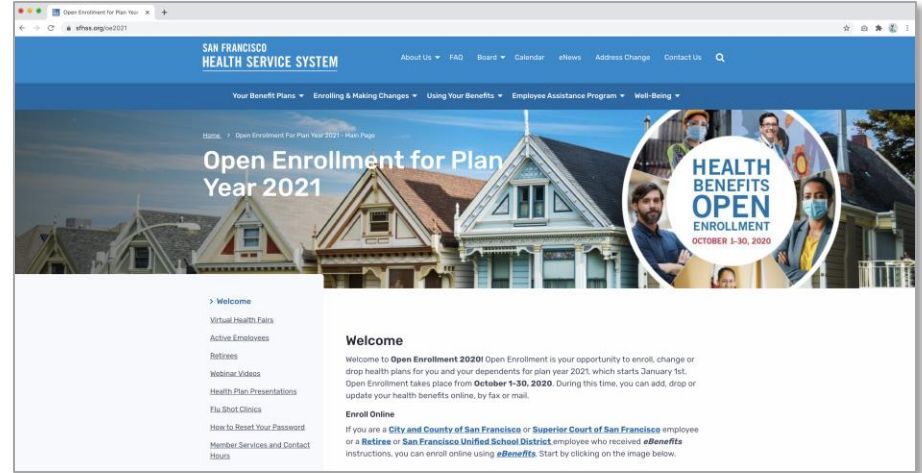 Open Enrollment for Plan Year
sfhss.org/oe2021
SAN FRANCISCO
HEALTH SERVICE SYSTEM
About Us FAQ Board Calendar eNews Address Change Contact Us
Your Benefit Plans Enrolling & Making Changes Using Your Benefits Employee Assistance Program Well-Being
Home > Open Enrollment For Plan Year 2021 - Main Page
Open Enrollment for Plan
Year 2021
HEALTH
BENEFITS
OPEN
ENROLLMENT
OCTOBER 1-30, 2020
> Welcome
Virtual Health Fairs
Active Employees
Retirees
Webinar Videos
Health Plan Presentations
Flu Shot Clinics
How to Reset Your Password
Member Services and Contact
Hours
Welcome
Welcome to Open Enrollment 2020! Open Enrollment is your opportunity to enroll, change or
drop health plans for you and your dependents for plan year 2021, which starts January 1st.
Open Enrollment takes place from October 1-30, 2020. During this time, you can add, drop or
update your health benefits online, by fax or mail.
Enroll Online
If you are a City and County of San Francisco or Superior Court of San Francisco employee
or a Retiree or San Francisco Unified School District employee who received eBenefits
instructions, you can enroll online using eBenefits. Start by clicking on the image below.